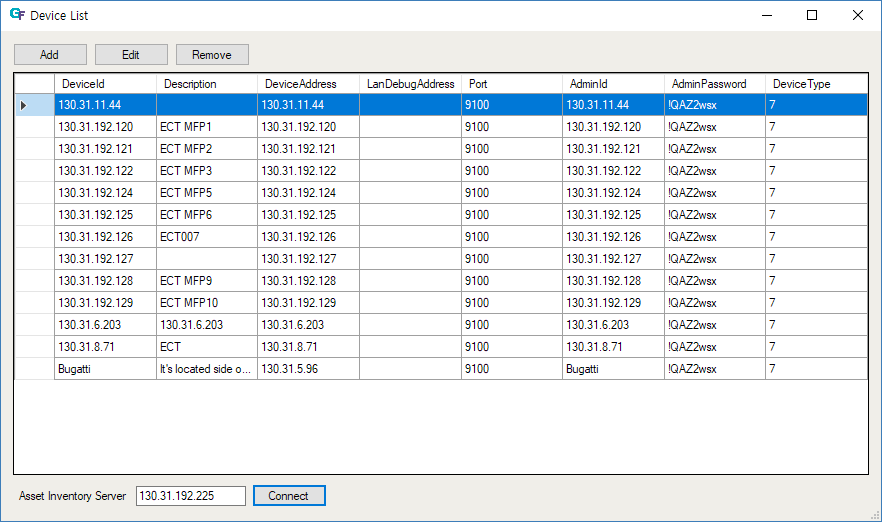 GF Device List
Add Edit Remove
DeviceId Description DeviceAddress LanDebugAddress Port AdminId AdminPassword DeviceType
130.31.11.44 130.31.11.44 9100 130.31.11.44 !QAZ2wsx 7
130.31.192.120 ECT MFP1 130.31.192.120 9100 130.31.192.120 !QAZ2wsx 7
130.31.192.121 ECT MFP2 130.31.192.121 9100 130.31.192.121 !QAZ2wsx 7
130.31.192.122 ECT MFP3 130.31.192.122 9100 130.31.192.122 !QAZ2wsx 7
130.31.192.124 ECT MFP5 130.31.192.124 9100 130.31.192.124 !QAZ2wsx 7
130.31.192.125 ECT MFP6 130.31.192.125 9100 130.31.192.125 !QAZ2wsx 7
130.31.192.126 ECT007 130.31.192.126 9100 130.31.192.126 !QAZ2wsx 7
130.31.192.127 130.31.192.127 9100 130.31.192.127 !QAZ2wsx 7
130.31.192.128 ECT MFP9 130.31.192.128 9100 130.31.192.128 !QAZ2wsx 7
130.31.192.129 ECT MFP10 130.31.192.129 9100 130.31.192.129 !QAZ2wsx 7
130.31.6.203 130.31.6.203 130.31.6.203 9100 130.31.6.203 !QAZ2wsx 7
130.31.8.71 ECT 130.31.8.71 9100 130.31.8.71 !QAZ2wsx 7
Bugatti It's located side o... 130.31.5.96 9100 Bugatti !QAZ2wsx 7
Asset Inventory Server 130.31.192.225 Connect